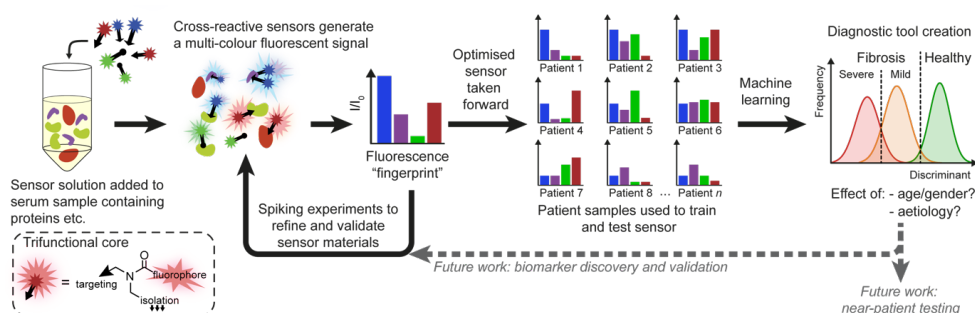 Cross-reactive sensors generate
a multi-colour fluorescent signal
Sensor solution added to
serum sample containing
proteins etc.
Trifunctional core
=
targeting
N
O
fluorophore
isolation
I/I0
Fluorescence
"fingerprint"
Spiking experiments to
refine and validate
sensor materials
Optimised
sensor
taken
forward
Patient 1
Patient 2
Patient 3
Patient 4
Patient 5
Patient 6
Patient 7
Patient 8
...
Patient n
Patient samples used to train
and test sensor
Machine
learning
Diagnostic tool creation
Fibrosis
Healthy
Severe
Mild
Frequency
Discriminant
Effect of: - age/gender?
- aetiology?
Future work: biomarker discovery and validation
Future work:
near-patient testing